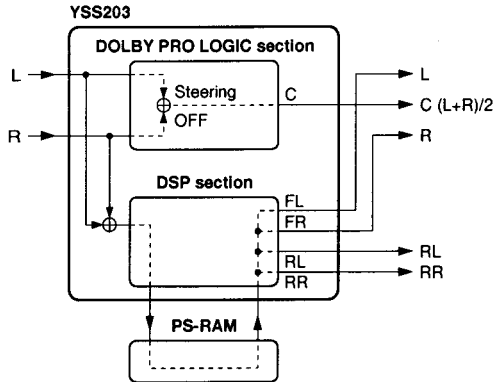 YSS203
DOLBY PRO LOGIC section
L
Steering
OFF
C
L
C (L+R)/2
R
R
DSP section
FL
FR
RL
RR
RL
RR
PS-RAM